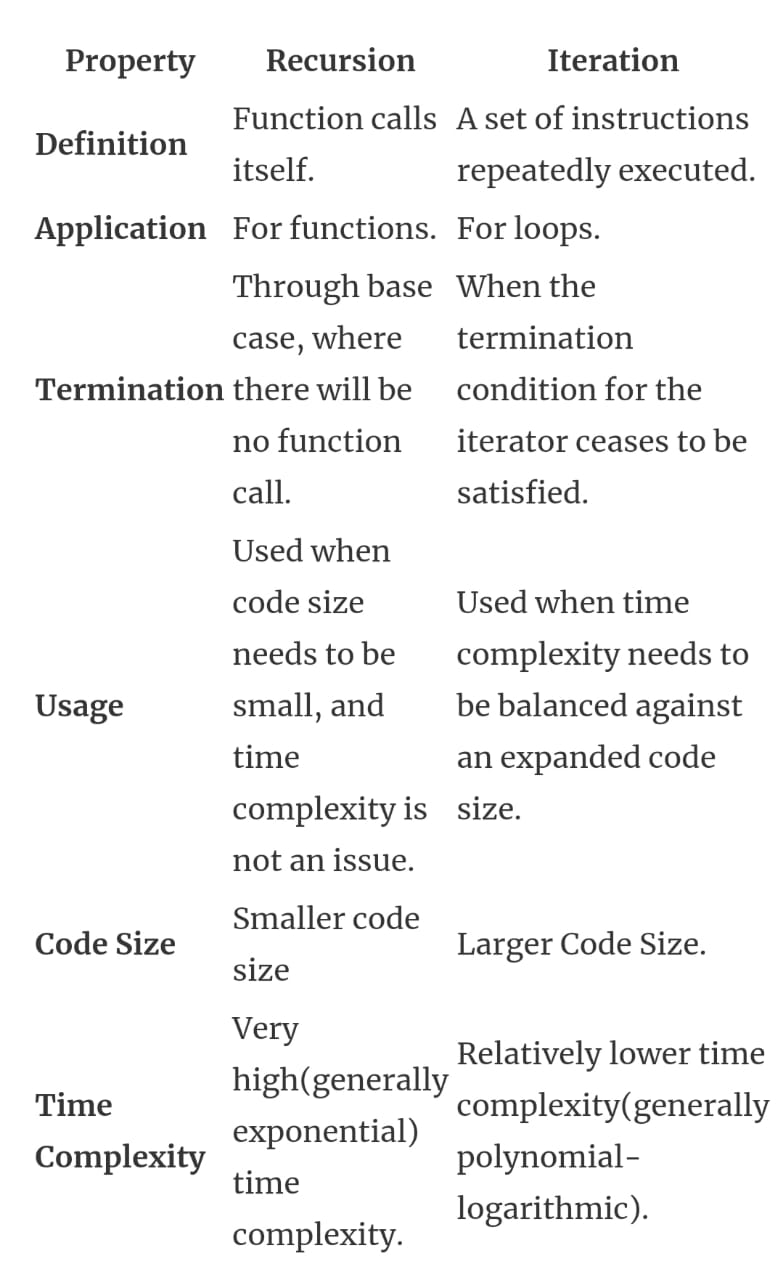 Property Recursion Iteration
Definition
Function calls
itself.
A set of instructions
repeatedly executed.
Application For functions. For loops.
Termination
Through base
case, where
there will be
no function
call.
When the
termination
condition for the
iterator ceases to be
satisfied.
Usage
Used when
code size
needs to be
small, and
time
complexity is
not an issue.
Used when time
complexity needs to
be balanced against
an expanded code
size.
Code Size
Smaller code
size
Larger Code Size.
Time
Complexity
Very
high(generally
exponential)
time
complexity.
Relatively lower time
complexity(generally
polynomial-
logarithmic).